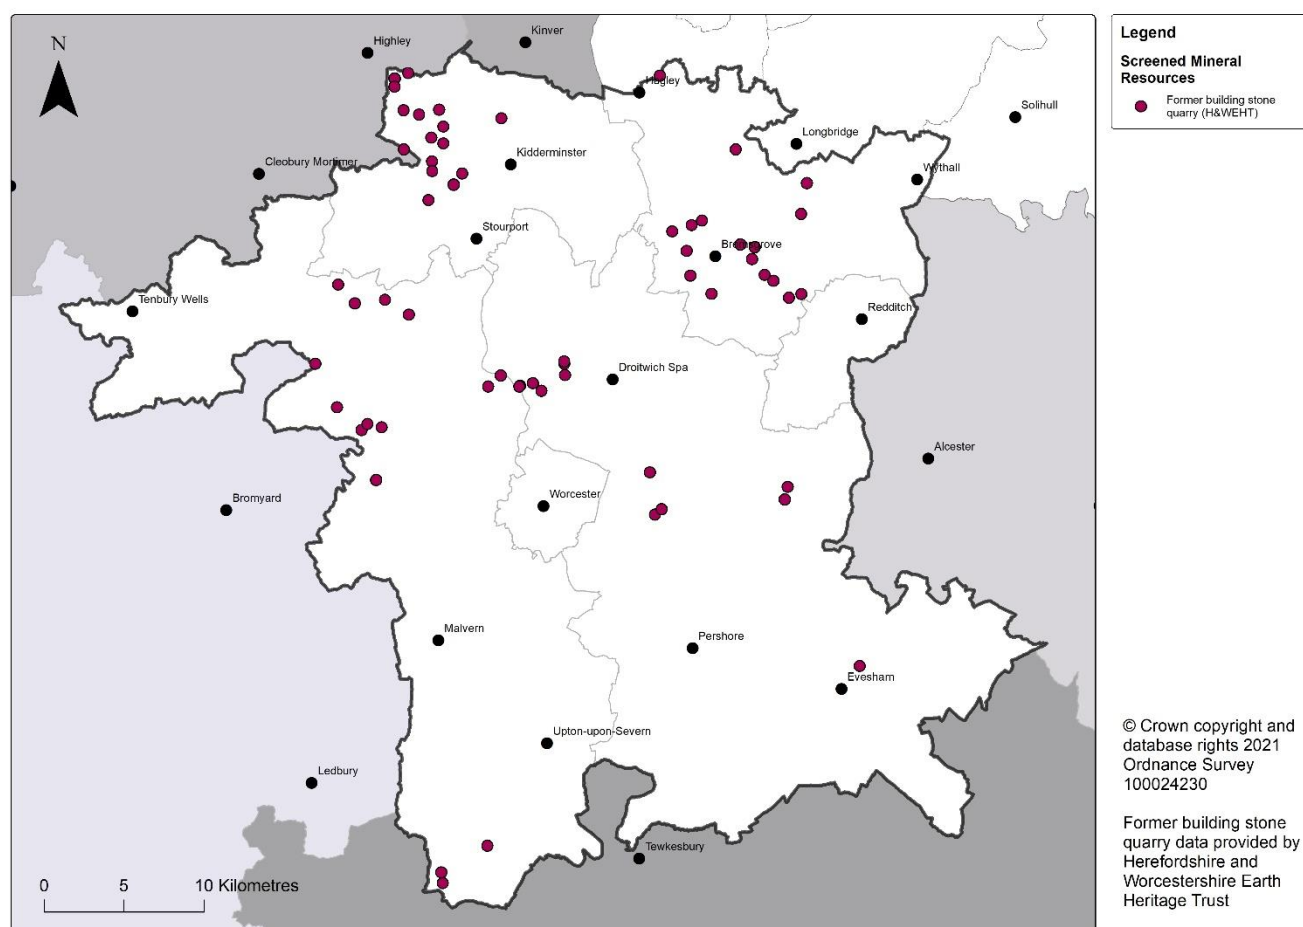 N
Highley
Kinver
Hagley
Solihull
Longbridge
Cleobury Mortimer
Kidderminster
Wythall
Stourport
Bromsgrove
Tenbury Wells
Redditch
Droitwich Spa
Alcester
Bromyard
Worcester
Malvern
Pershore
Evesham
Upton-upon-Severn
Ledbury
Tewkesbury
0 5 10 Kilometres
Legend
Screened Mineral
Resources
Former building stone
quarry (H&WEHT)
© Crown copyright and
database rights 2021
Ordnance Survey
100024230
Former building stone
quarry data provided by
Herefordshire and
Worcestershire Earth
Heritage Trust